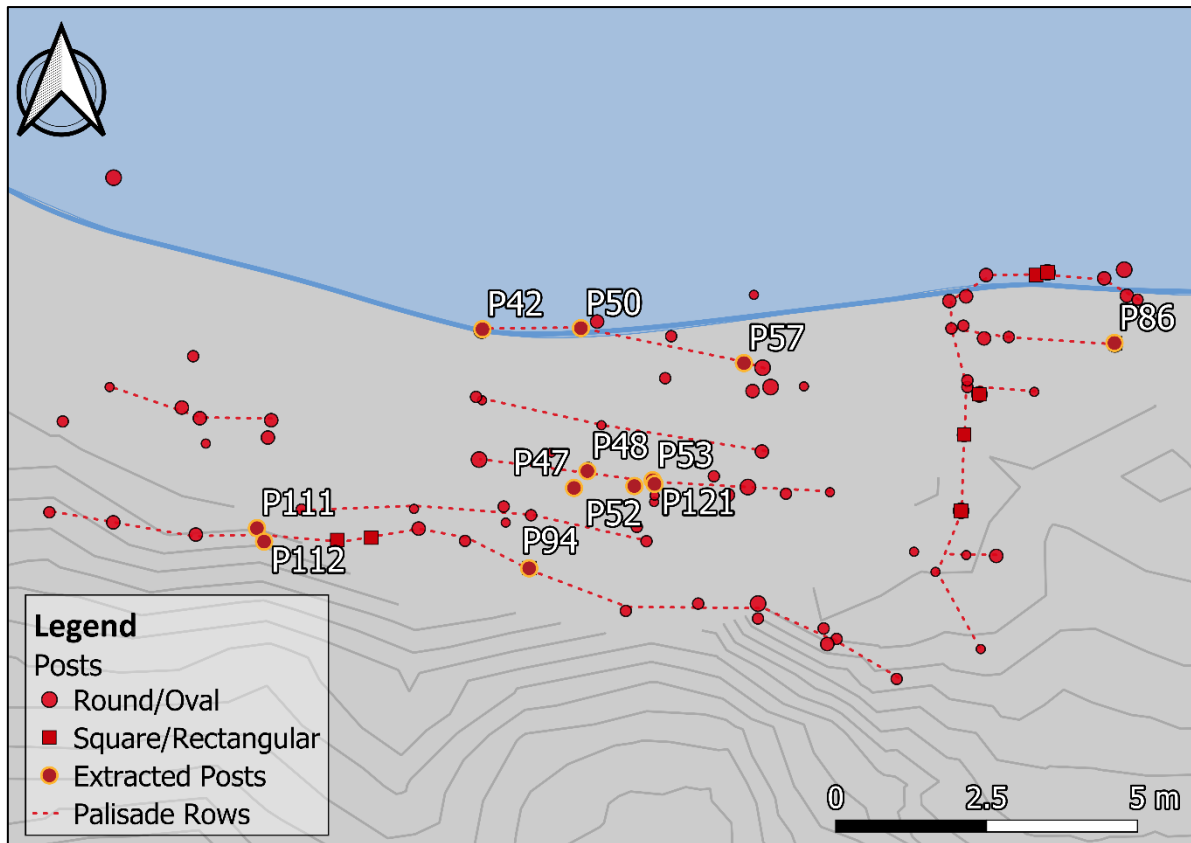 P42
P50
P57
P86
P48
P53
P47
P121
P52
P111
P112
P94
Legend
Posts
Round/Oval
Square/Rectangular
Extracted Posts
Palisade Rows
0
2.5
5 m